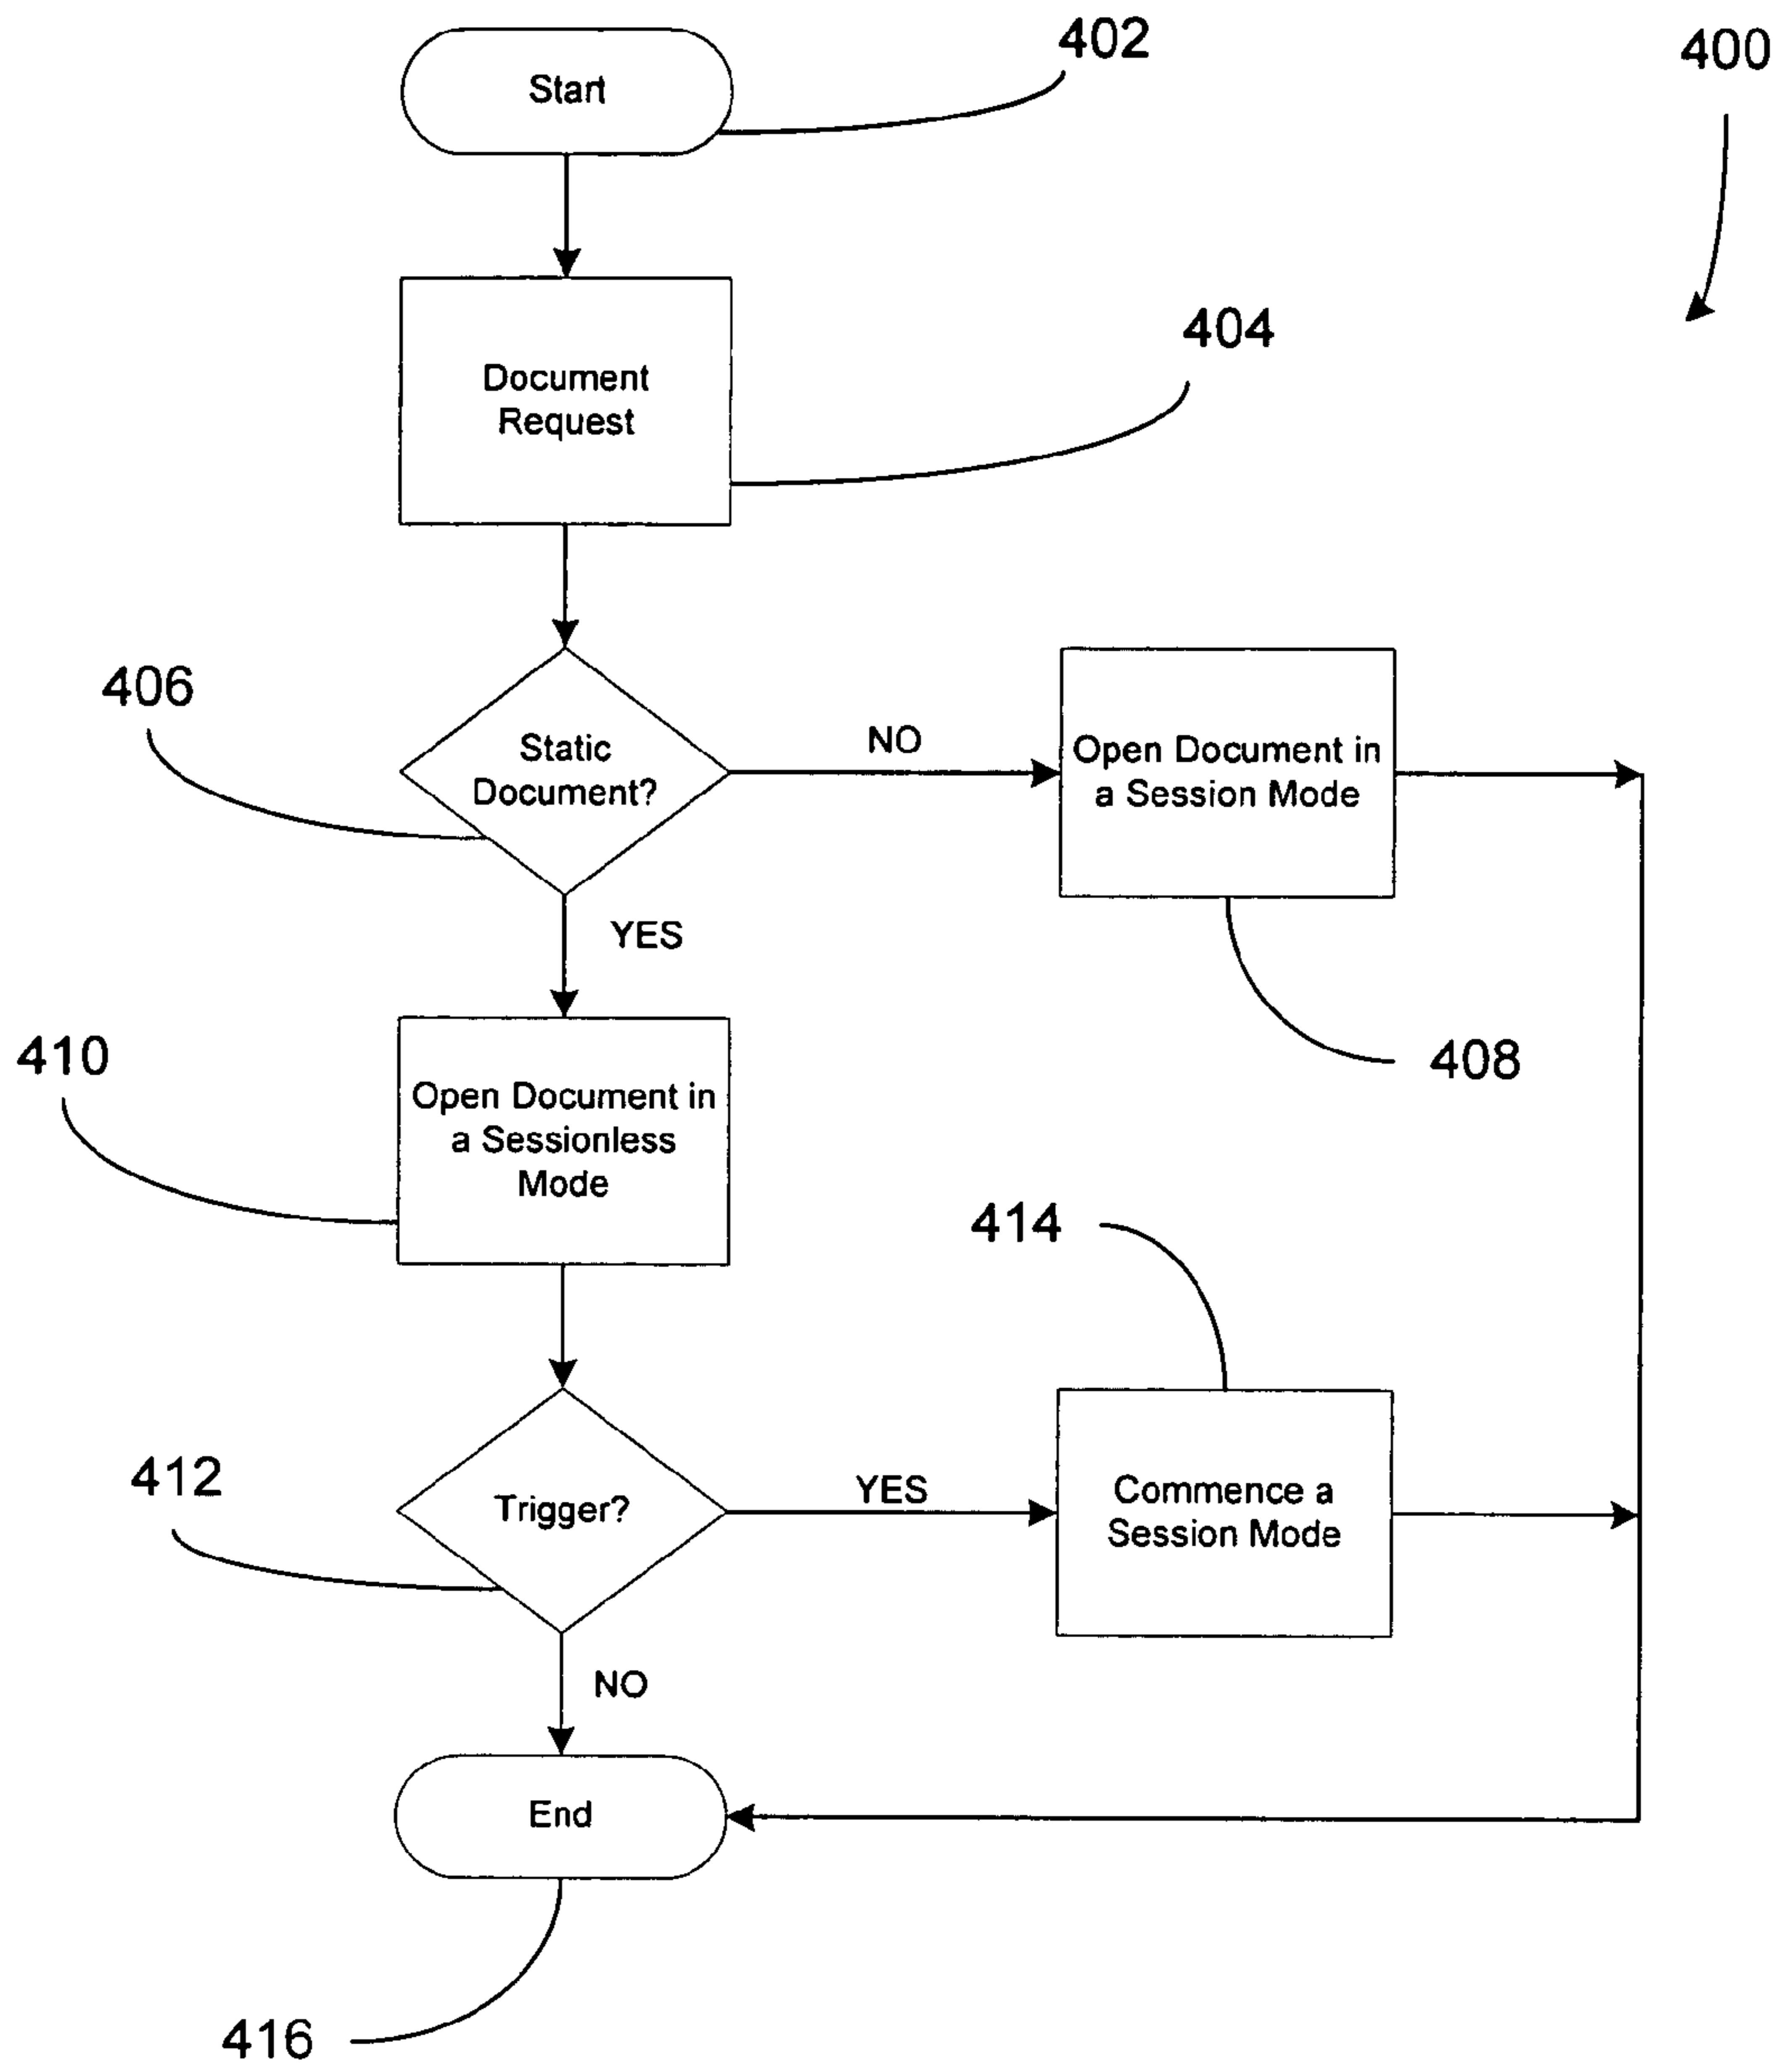 402
400
Start
404
Document
Request
406
Static
Document?
NO
Open Document in
a Session Mode
YES
408
410
Open Document in
a Sessionless
Mode
414
412
Trigger?
YES
Commence a
Session Mode
NO
End
416